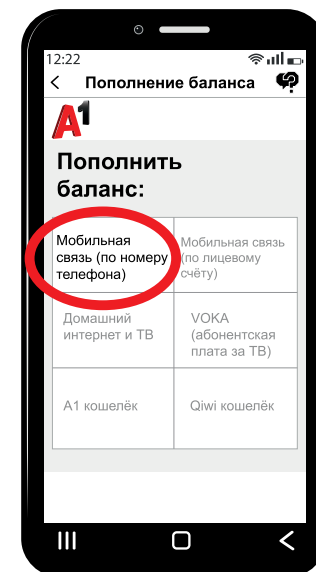 12:22
Пополнение баланса
A1
Пополнить
баланс:
Мобильная
связь (по номеру
телефона)
Мобильная связь
(по лицевому
счёту)
Домашний
интернет и ТВ
VOKA
(абонентская
плата за ТВ)
А1 кошелёк
Qiwi кошелёк